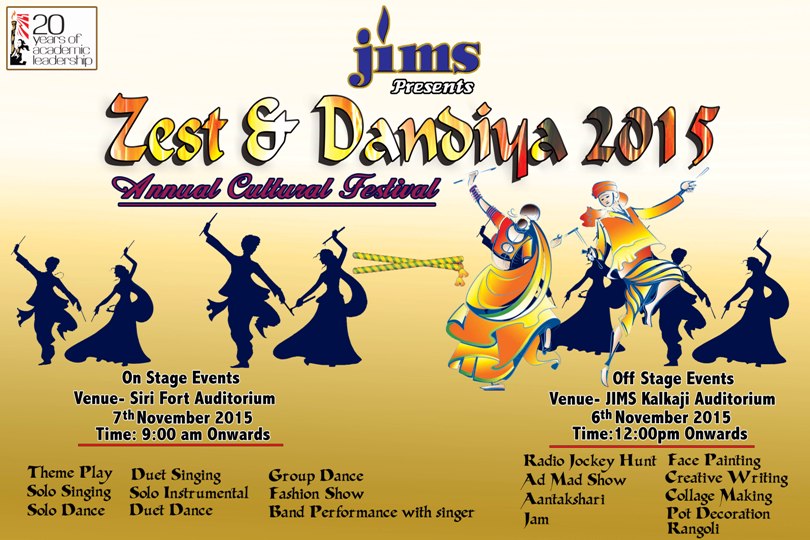 20
years of
academic
leadership
jims
Presents
Zest & Dandiya 2015
Annual Cultural Festival
On Stage Events
Venue- Siri Fort Auditorium
7th November 2015
Time: 9:00 am Onwards
Theme Play
Solo Singing
Solo Dance
Duet Singing
Solo Instrumental
Duet Dance
Group Dance
Fashion Show
Band Performance with singer
Off Stage Events
Venue- JIMS Kalkaji Auditorium
6th November 2015
Time:12:00pm Onwards
Radio Jockey Hunt
Ad Mad Show
Aantakshari
Jam
Face Painting
Creative Writing
Collage Making
Pot Decoration
Rangoli